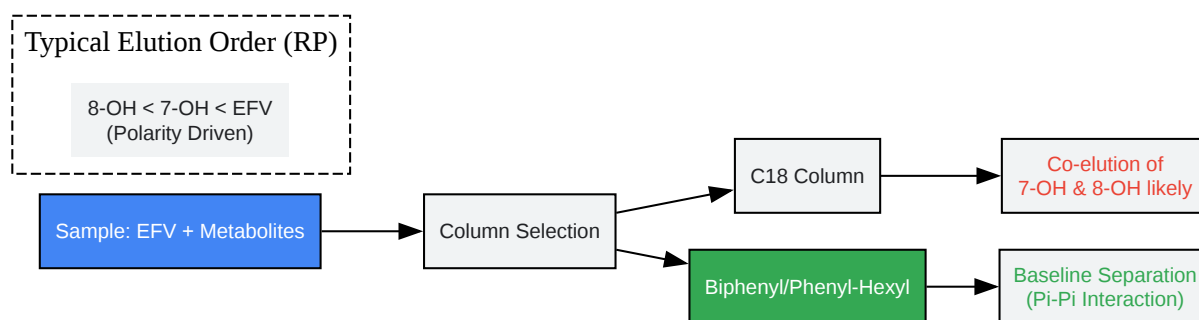 Typical Elution Order (RP)
8-OH < 7-OH < EFV
(Polarity Driven)
Sample: EFV + Metabolites
Column Selection
C18 Column
Co-elution of
7-OH & 8-OH likely
Biphenyl/Phenyl-Hexyl
Baseline Separation
(Pi-Pi Interaction)